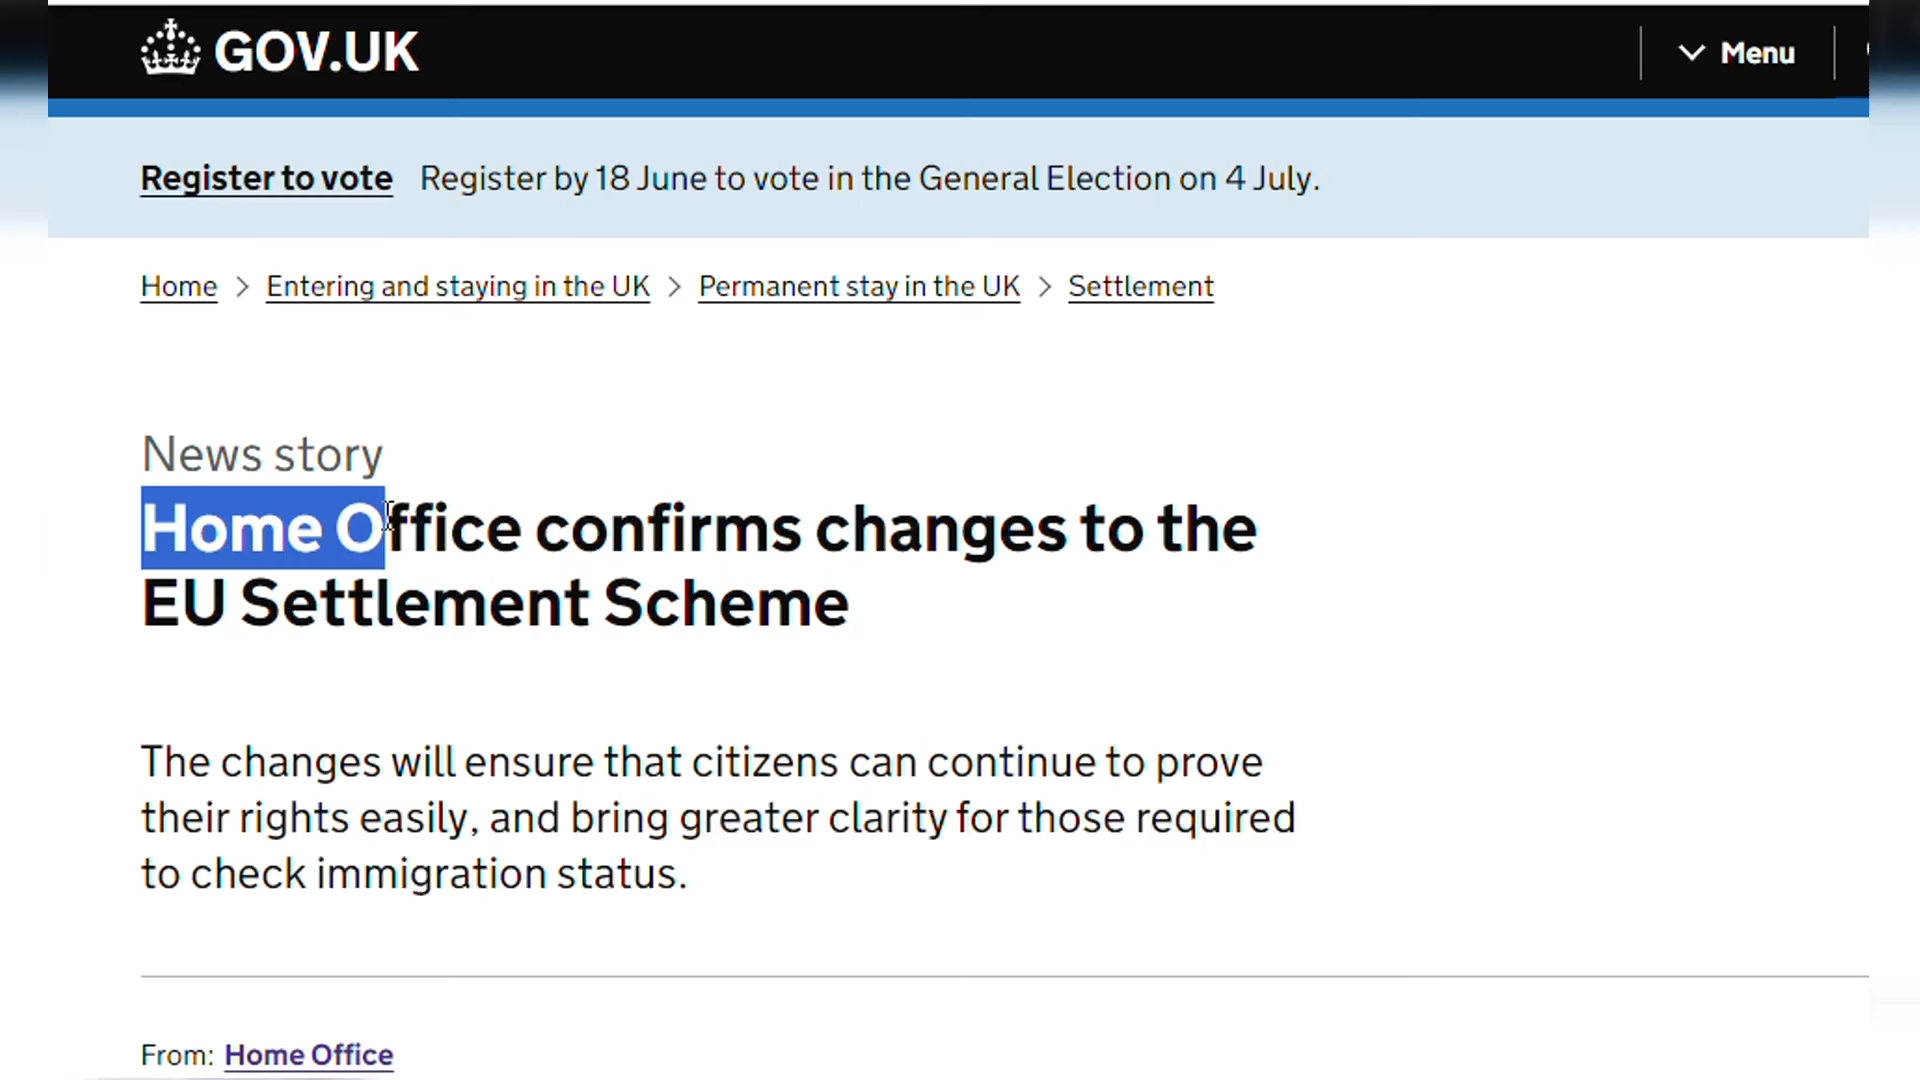 GOV.UK
Menu
Register to vote Register by 18 June to vote in the General Election on 4 July.
Home > Entering and staying in the UK > Permanent stay in the UK > Settlement
News story
Home Office confirms changes to the
EU Settlement Scheme
The changes will ensure that citizens can continue to prove
their rights easily, and bring greater clarity for those required
to check immigration status.
From: Home Office